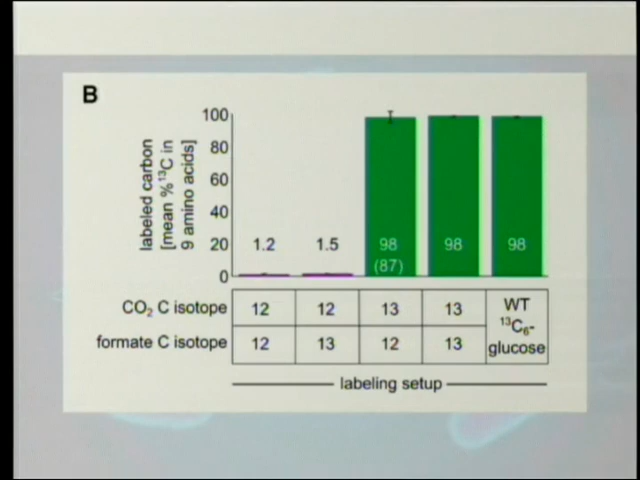 B
labeled carbon
[mean % ¹³C in
9 amino acids]
100
80
60
40
20
0
1.2 1.5 98 98 98
(87)
CO₂ C isotope 12 12 13 13 WT
¹³C₆-
formate C isotope 12 13 12 13 glucose
labeling setup